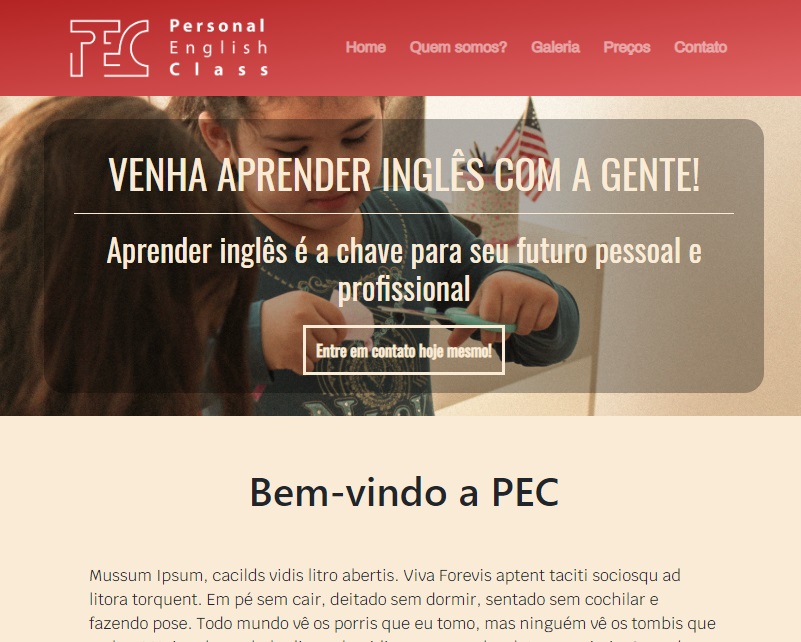 PEC
Personal
English
Class
Home Quem somos? Galeria Preços Contato
VENHA APRENDER INGLÊS COM A GENTE!
Aprender inglês é a chave para seu futuro pessoal e
profissional
Entre em contato hoje mesmo!
Bem-vindo a PEC
Mussum Ipsum, cacilds vidis litro abertis. Viva Forevis aptent taciti sociosqu ad
litora torquent. Em pé sem cair, deitado sem dormir, sentado sem cochilar e
fazendo pose. Todo mundo vê os porris que eu tomo, mas ninguém vê os tombis que